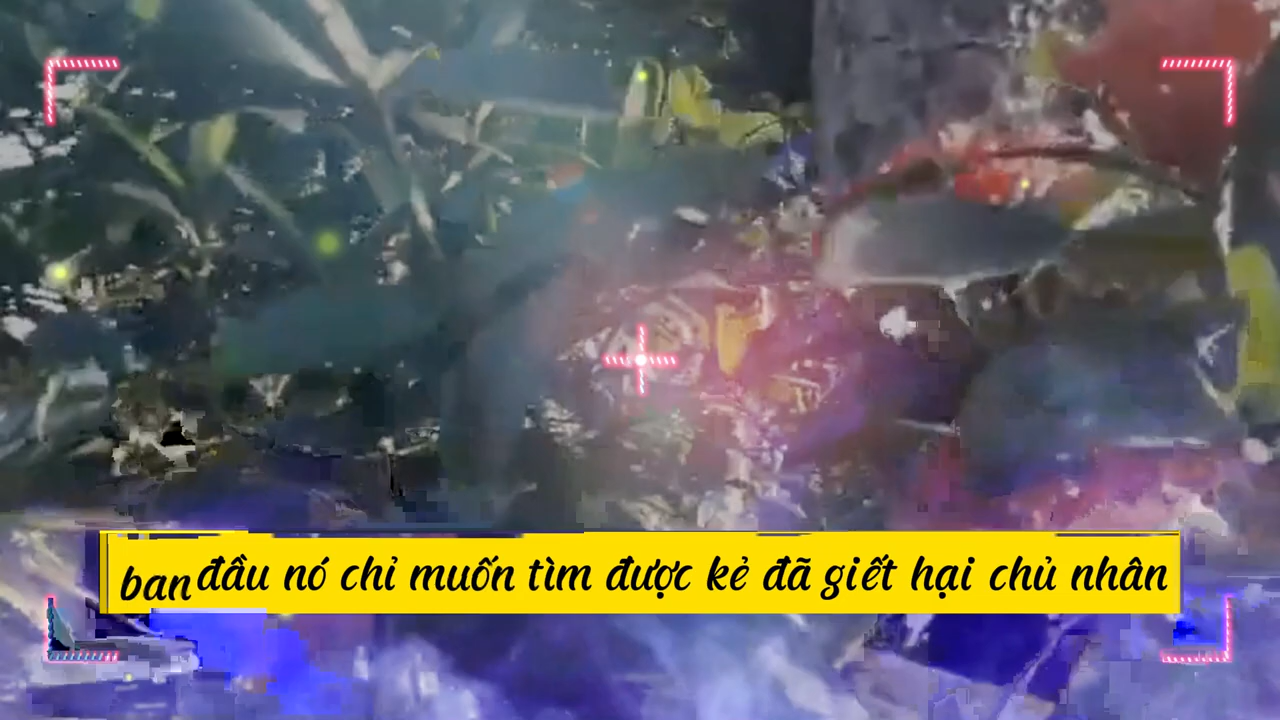 ban đầu nó chỉ muốn tìm được kẻ đã giết hại chủ nhân